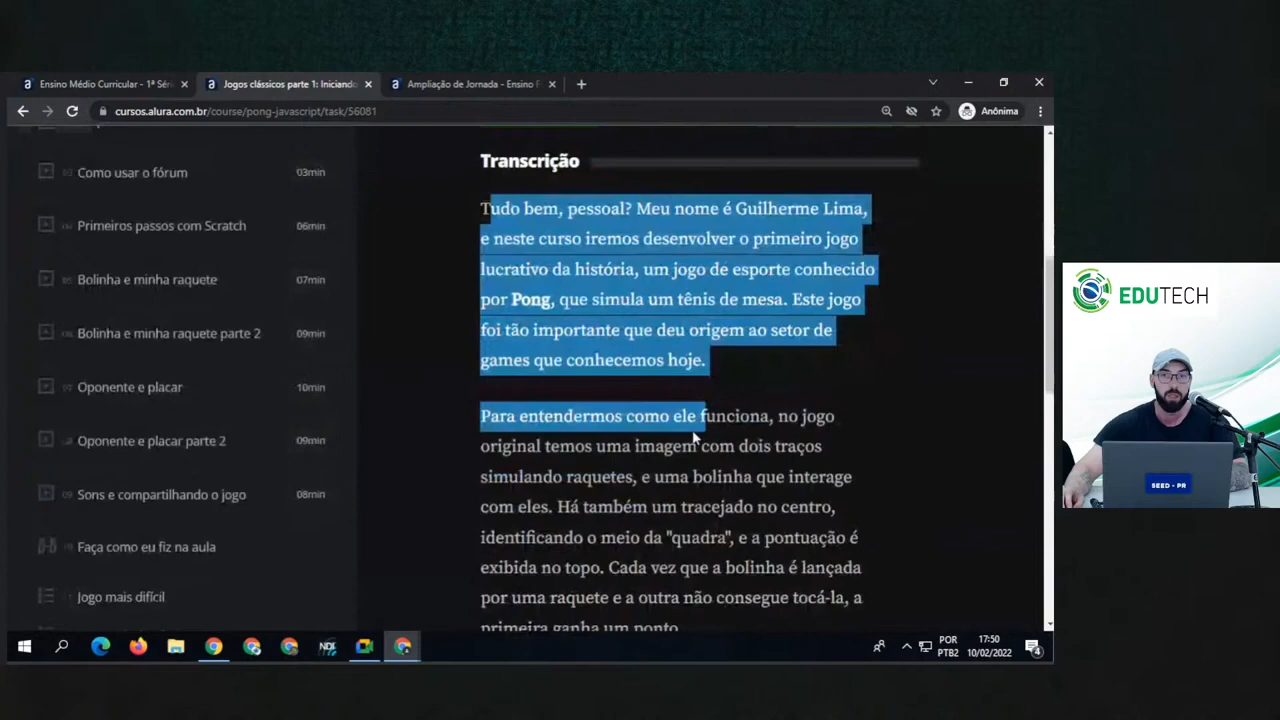 Ensino Médio Curricular - 1ª Séri
Jogos clássicos parte 1: Iniciando
Ampliação de Jornada - Ensino F
cursos.alura.com.br/course/pong-javascript/task/56081
Anônima
Transcrição
Como usar o fórum 03min
Primeiros passos com Scratch 06min
Bolinha e minha raquete 07min
Bolinha e minha raquete parte 2 09min
Oponente e placar 10min
Oponente e placar parte 2 09min
Sons e compartilhando o jogo 08min
Faça como eu fiz na aula
Jogo mais difícil
Tudo bem, pessoal? Meu nome é Guilherme Lima,
e neste curso iremos desenvolver o primeiro jogo
lucrativo da história, um jogo de esporte conhecido
por Pong, que simula um tênis de mesa. Este jogo
foi tão importante que deu origem ao setor de
games que conhecemos hoje.
Para entendermos como ele funciona, no jogo
original temos uma imagem com dois traços
simulando raquetes, e uma bolinha que interage
com eles. Há também um tracejado no centro,
identificando o meio da "quadra", e a pontuação é
exibida no topo. Cada vez que a bolinha é lançada
por uma raquete e a outra não consegue tocá-la, a
primeira ganha um ponto
EDUTECH
SEED - PR
NDI
POR
PTB2
17:50
10/02/2022
4